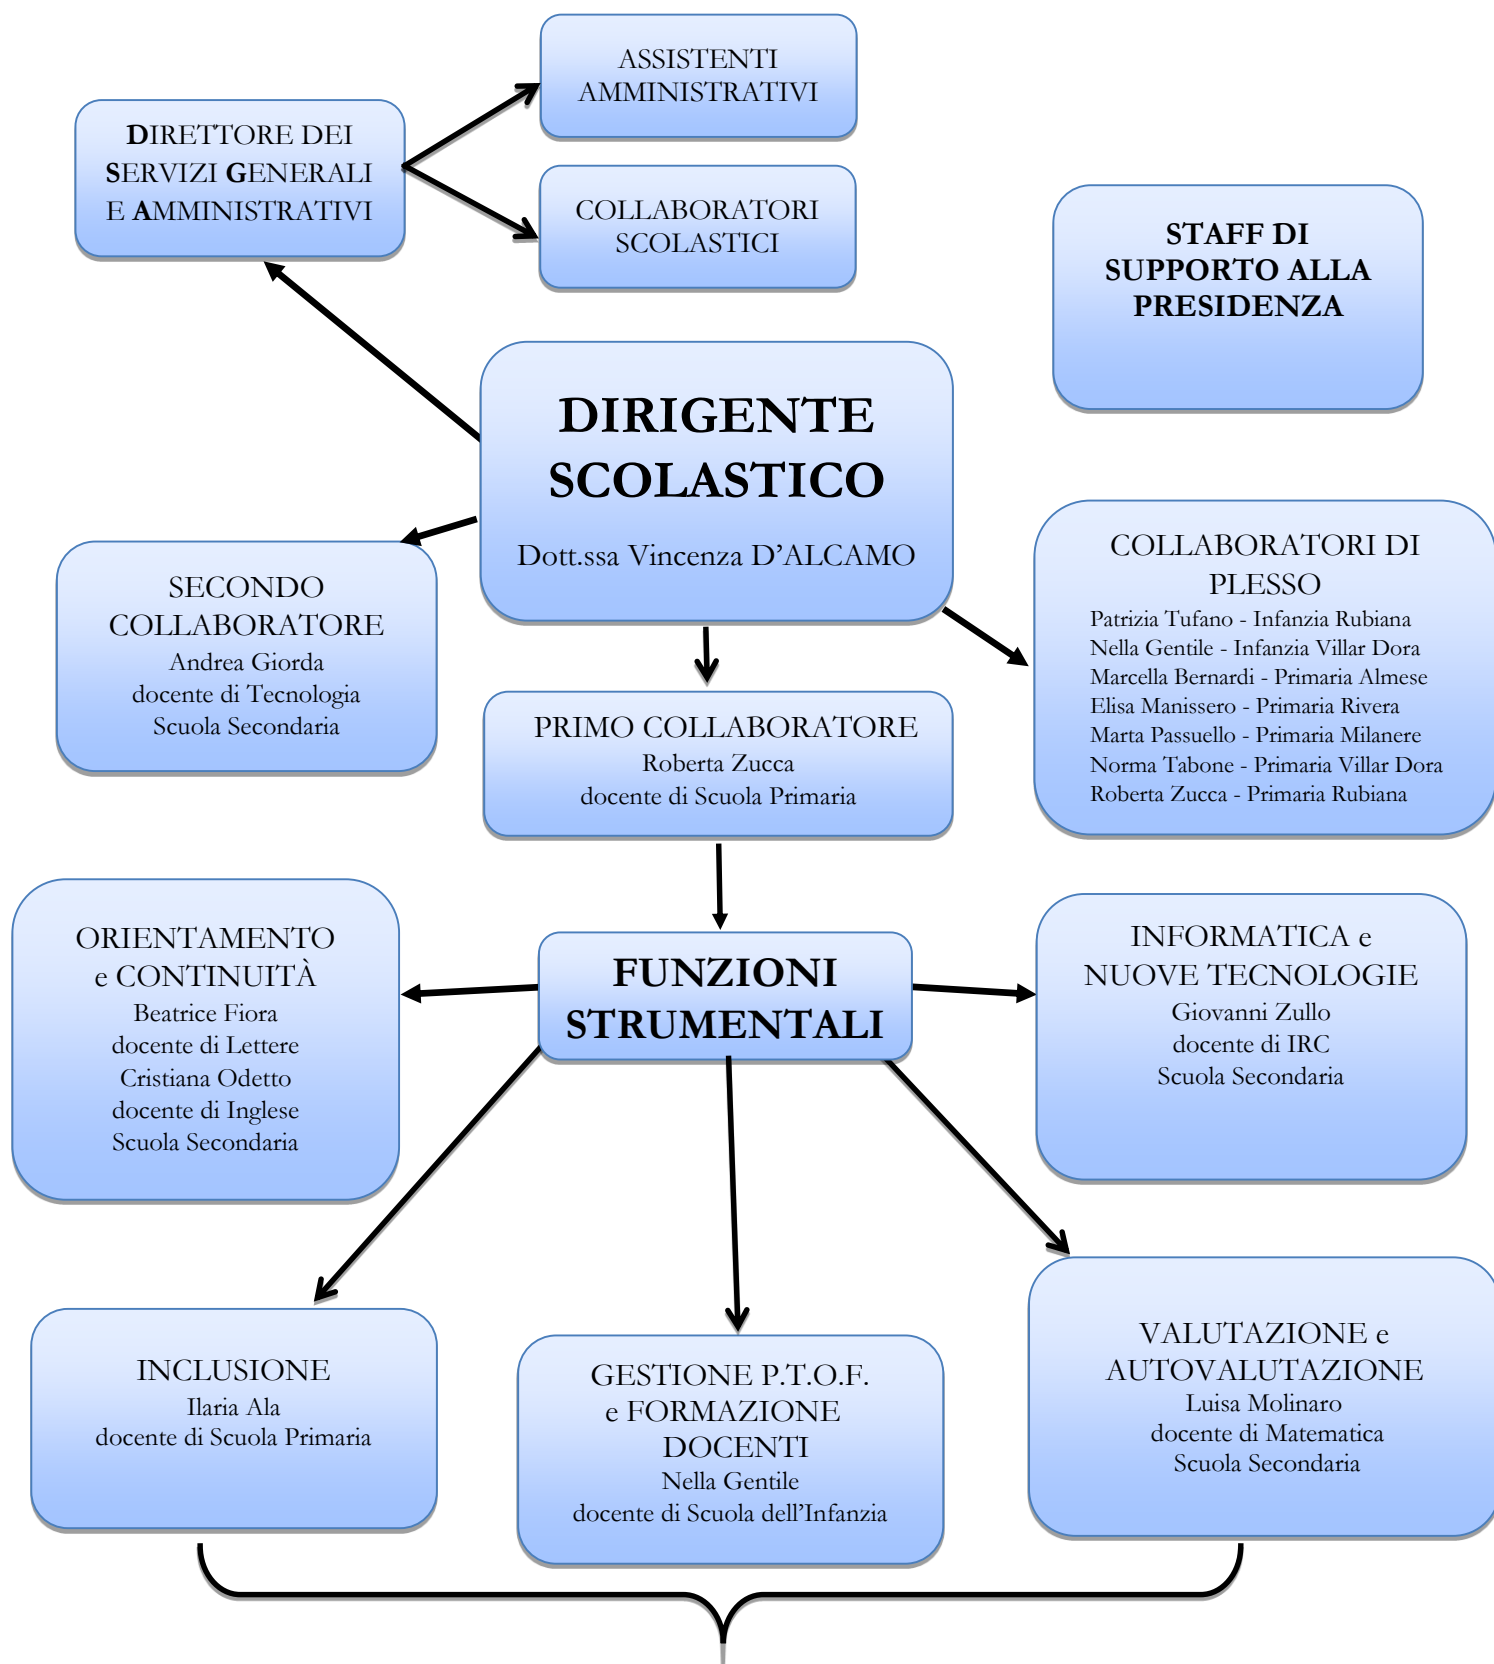 ASSISTENTI
AMMINISTRATIVI
DIRETTORE DEI
SERVIZI GENERALI
E AMMINISTRATIVI
COLLABORATORI
SCOLASTICI
STAFF DI
SUPPORTO ALLA
PRESIDENZA
DIRIGENTE
SCOLASTICO
Dott.ssa Vincenza D’ALCAMO
SECONDO
COLLABORATORE
Andrea Giorda
docente di Tecnologia
Scuola Secondaria
COLLABORATORI DI
PLESSO
Patrizia Tufano - Infanzia Rubiana
Nella Gentile - Infanzia Villar Dora
Marcella Bernardi - Primaria Almese
Elisa Manissero - Primaria Rivera
Marta Passuello - Primaria Milanere
Norma Tabone - Primaria Villar Dora
Roberta Zucca - Primaria Rubiana
PRIMO COLLABORATORE
Roberta Zucca
docente di Scuola Primaria
ORIENTAMENTO
e CONTINUITÀ
Beatrice Fiora
docente di Lettere
Cristiana Odetto
docente di Inglese
Scuola Secondaria
FUNZIONI
STRUMENTALI
INFORMATICA e
NUOVE TECNOLOGIE
Giovanni Zullo
docente di IRC
Scuola Secondaria
INCLUSIONE
Ilaria Ala
docente di Scuola Primaria
GESTIONE P.T.O.F.
e FORMAZIONE
DOCENTI
Nella Gentile
docente di Scuola dell’Infanzia
VALUTAZIONE e
AUTOVALUTAZIONE
Luisa Molinaro
docente di Matematica
Scuola Secondaria